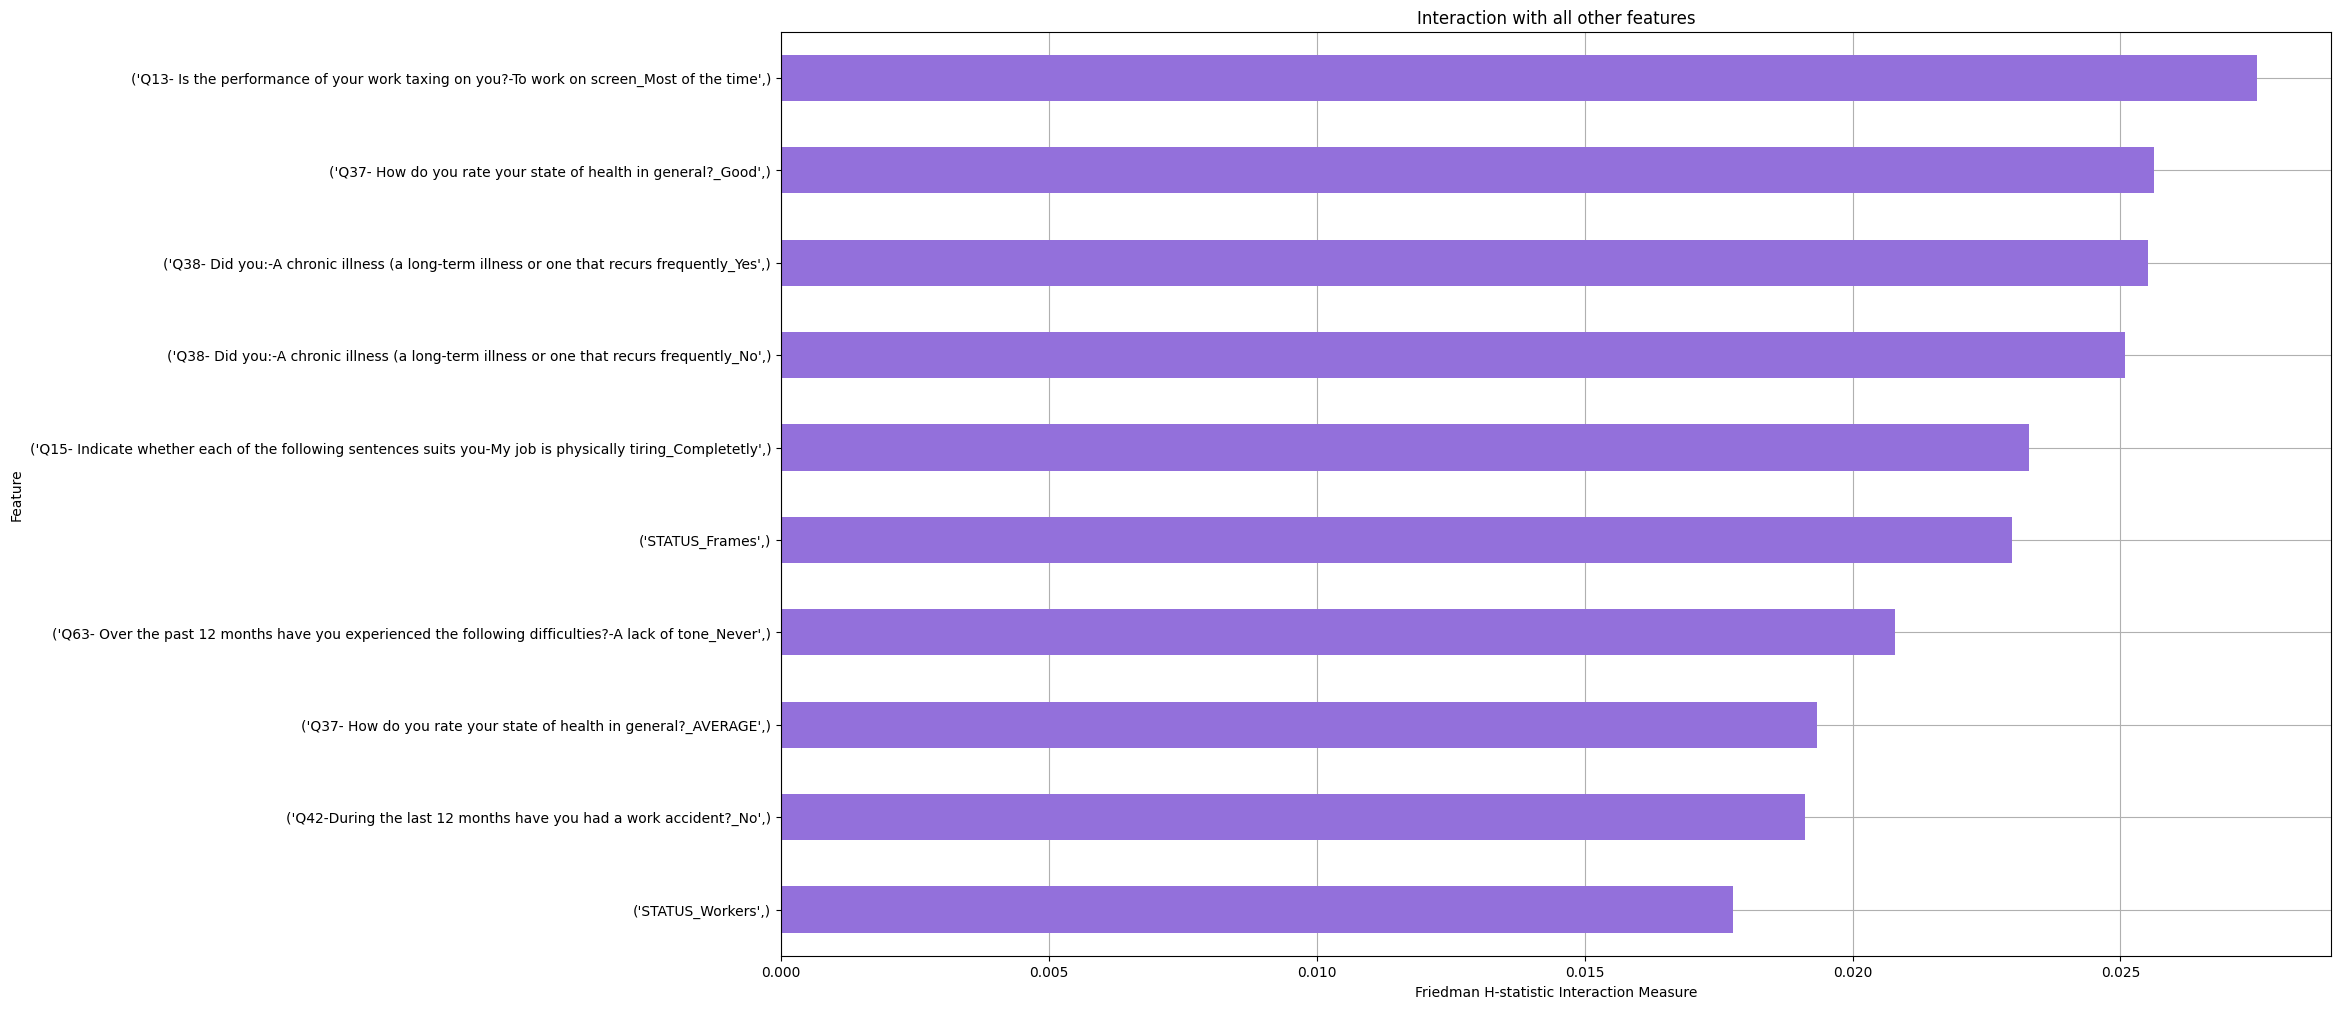 Interaction with all other features
('Q13- Is the performance of your work taxing on you?-To work on screen_Most of the time',)
('Q37- How do you rate your state of health in general?_Good',)
('Q38- Did you:-A chronic illness (a long-term illness or one that recurs frequently_Yes',)
('Q38- Did you:-A chronic illness (a long-term illness or one that recurs frequently_No',)
('Q15- Indicate whether each of the following sentences suits you-My job is physically tiring_Completetly',)
('STATUS_Frames',)
('Q63- Over the past 12 months have you experienced the following difficulties?-A lack of tone_Never',)
('Q37- How do you rate your state of health in general?_AVERAGE',)
('Q42-During the last 12 months have you had a work accident?_No',)
('STATUS_Workers',)
Feature
0.000 0.005 0.010 0.015 0.020 0.025
Friedman H-statistic Interaction Measure